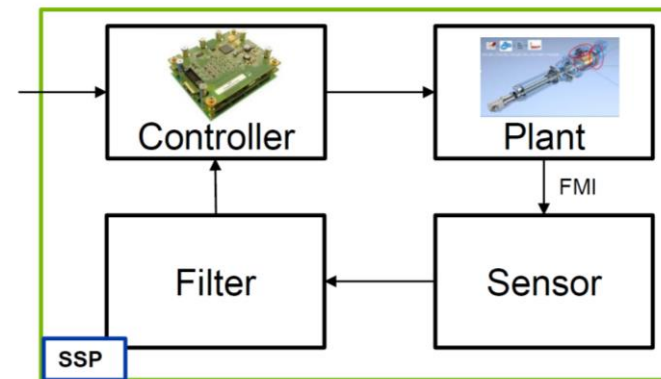 Controller
Plant
FMI
Filter
Sensor
SSP